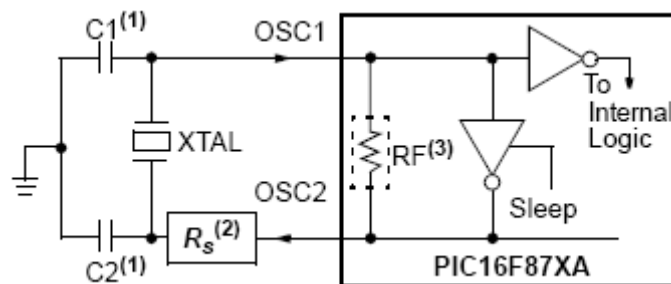 C1(1)
OSC1
To
Internal
Logic
XTAL
RF(3)
OSC2
Sleep
Rs(2)
C2(1)
PIC16F87XA